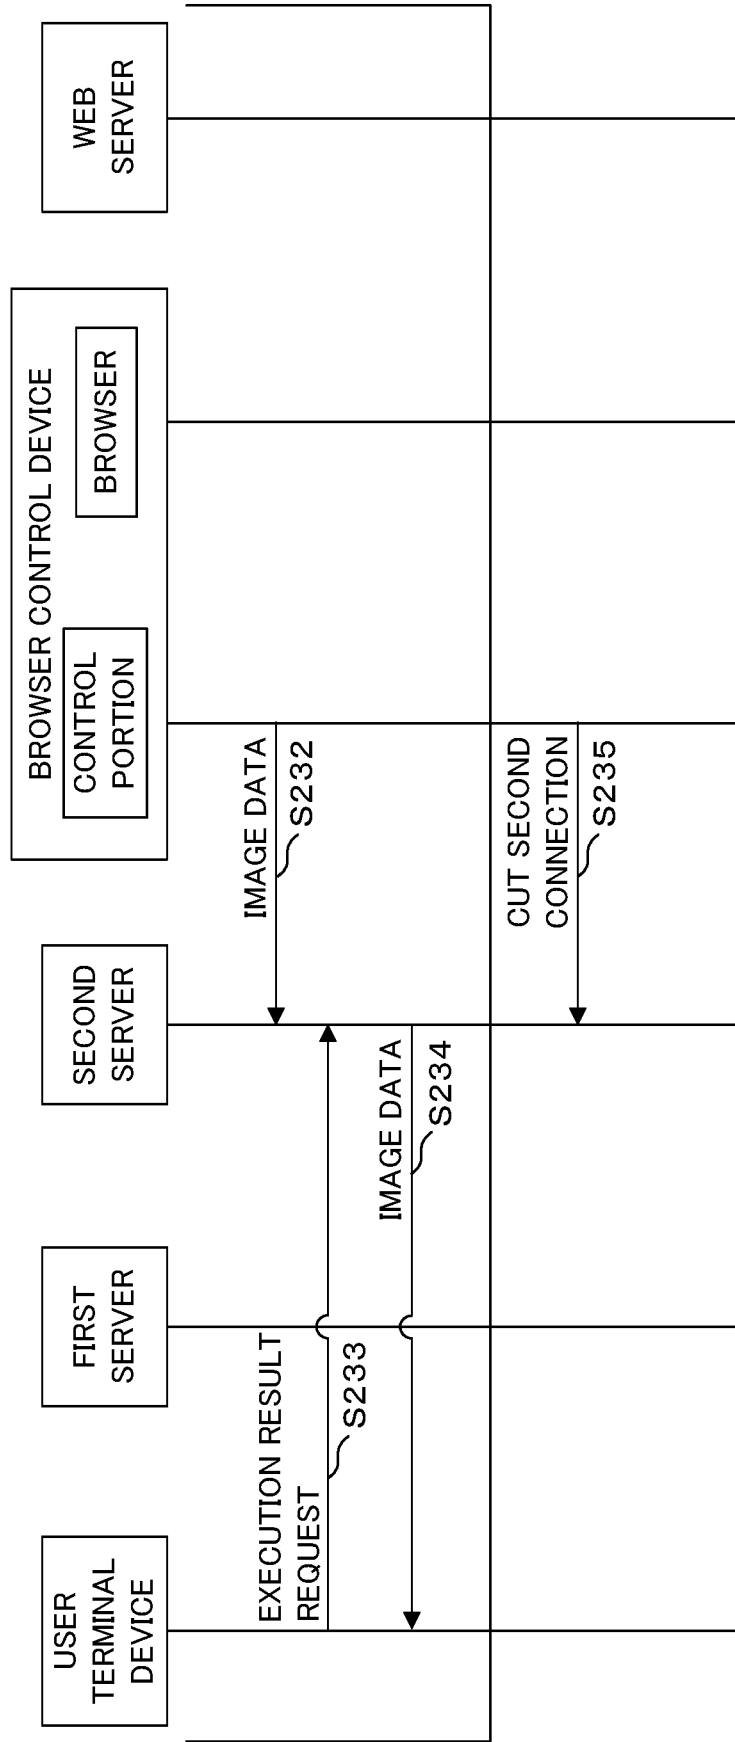 USER
TERMINAL
DEVICE
FIRST
SERVER
SECOND
SERVER
BROWSER CONTROL DEVICE
CONTROL
PORTION
BROWSER
WEB
SERVER
IMAGE DATA
S232
EXECUTION RESULT
REQUEST
S233
IMAGE DATA
S234
CUT SECOND
CONNECTION
S235